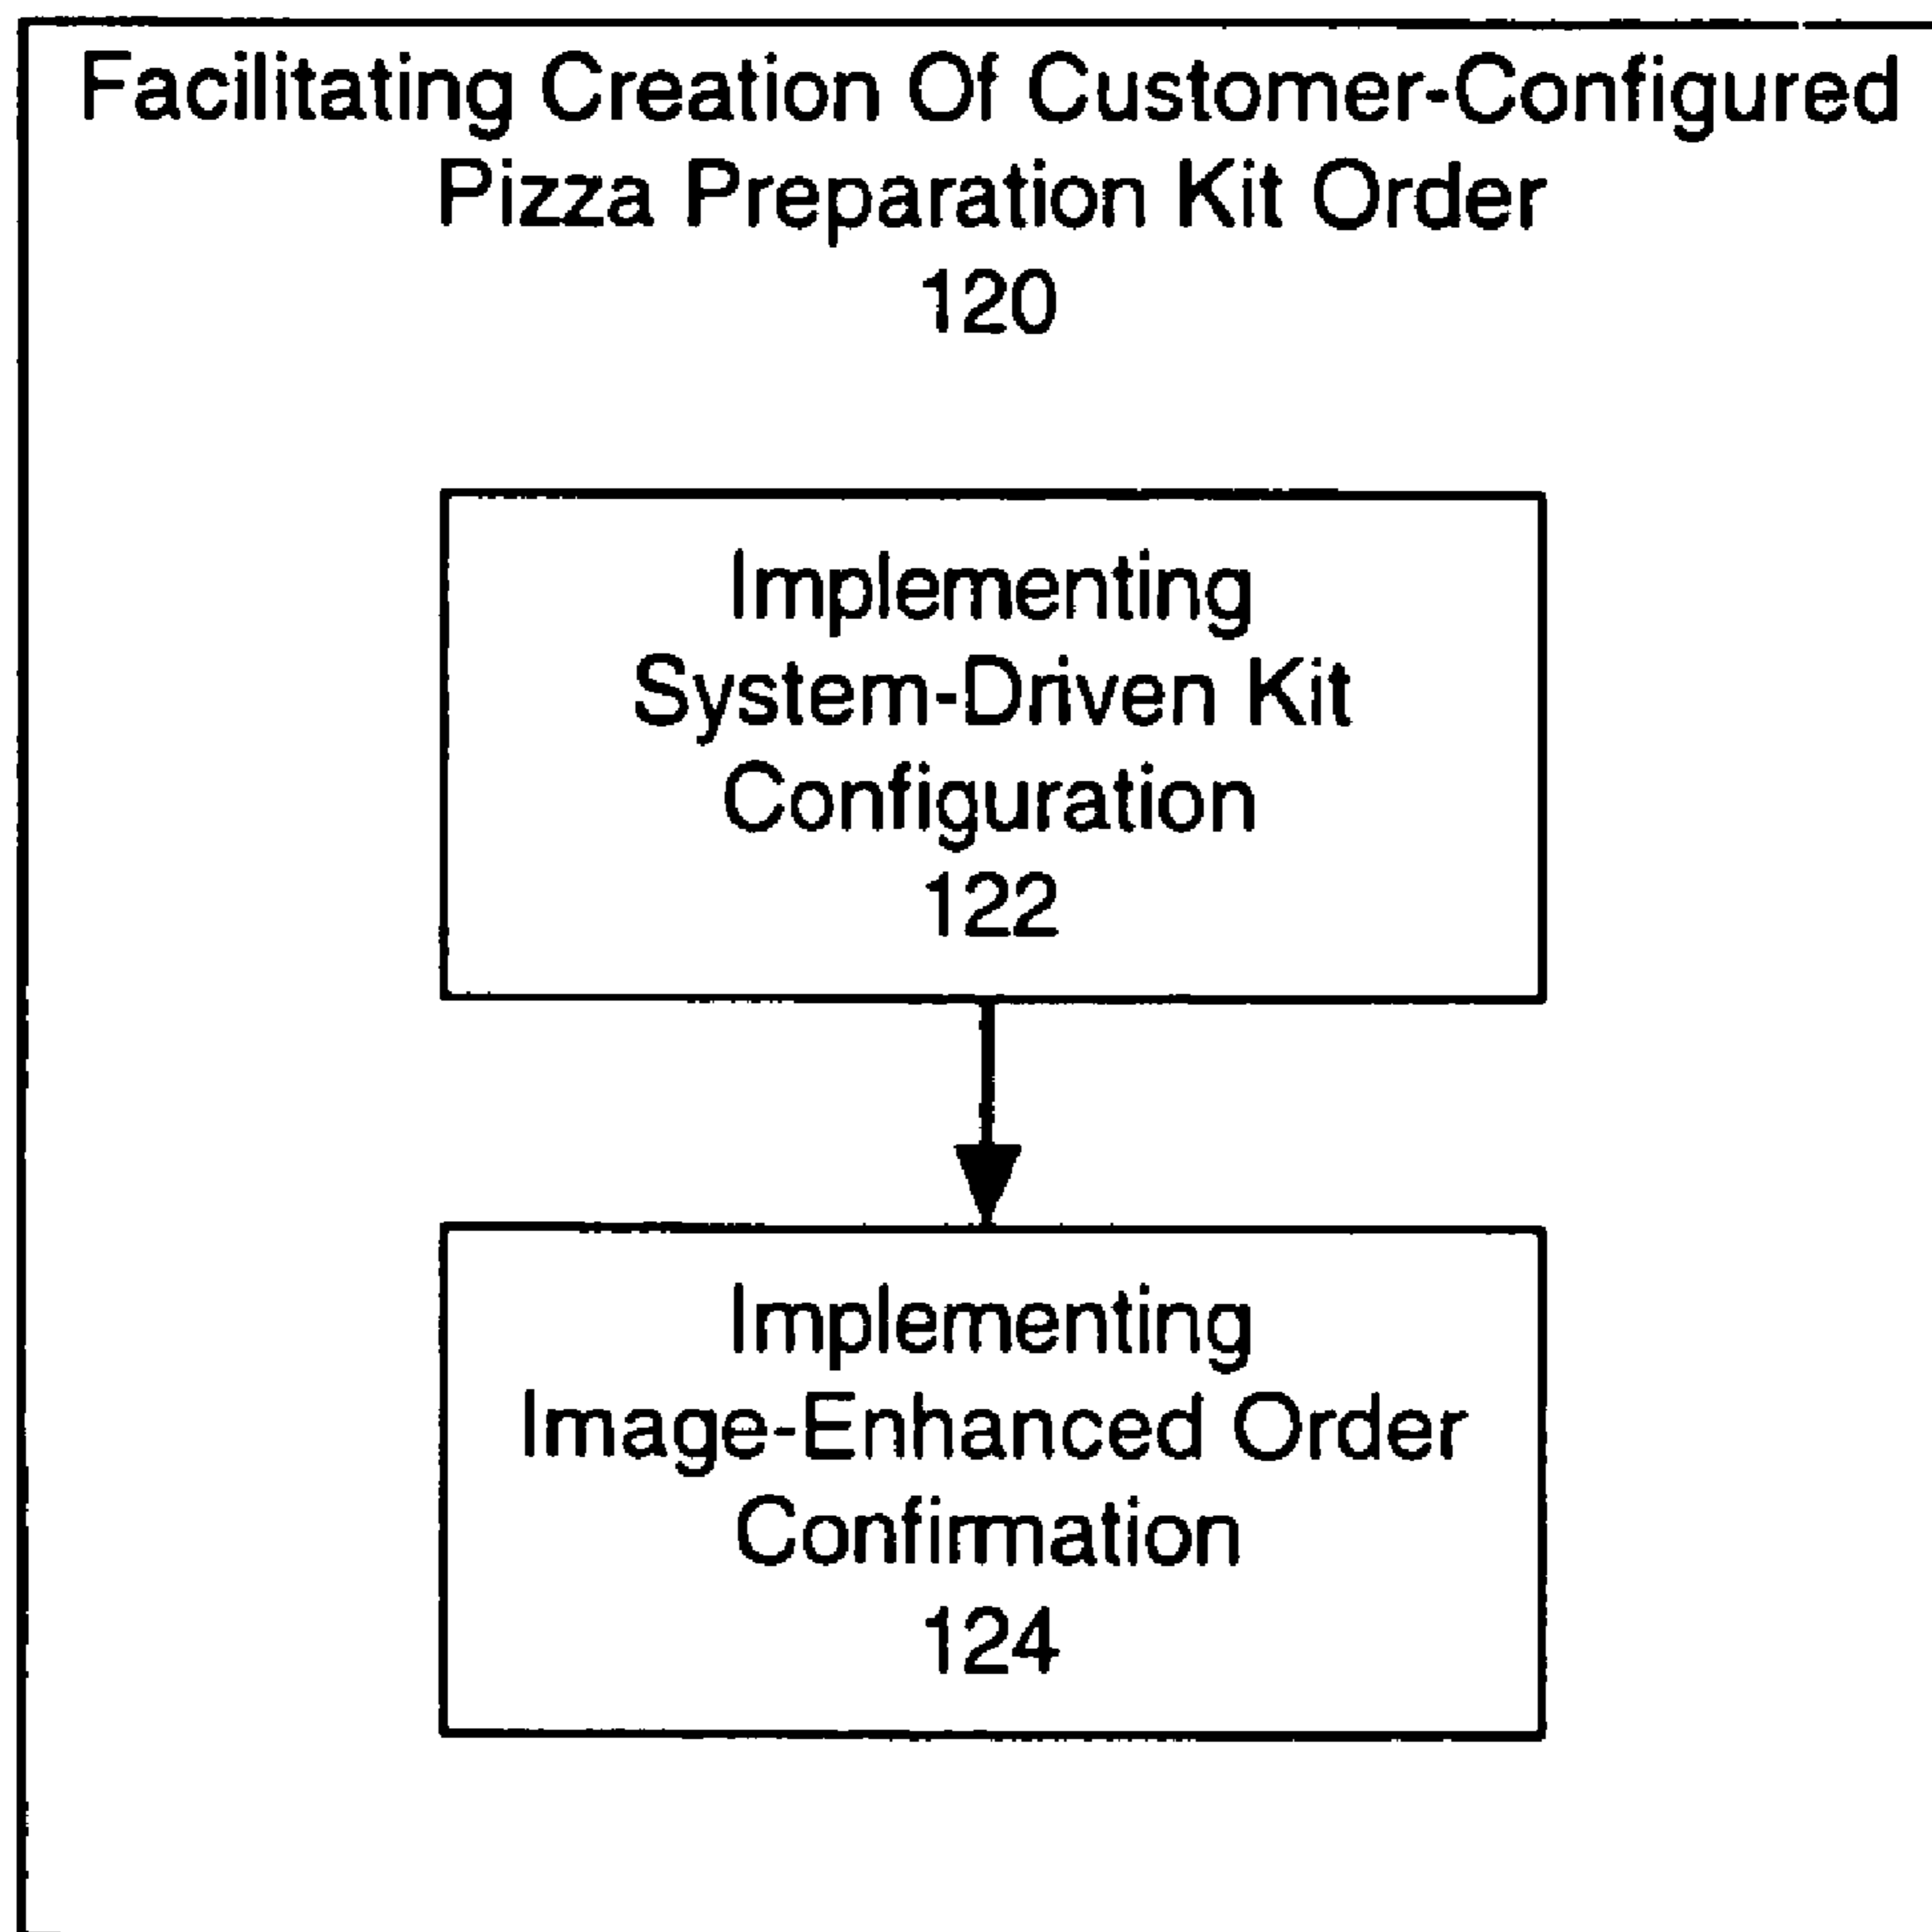 Facilitating Creation Of Customer-Configured
Pizza Preparation Kit Order
120
Implementing
System-Driven Kit
Configuration
122
Implementing
Image-Enhanced Order
Confirmation
124